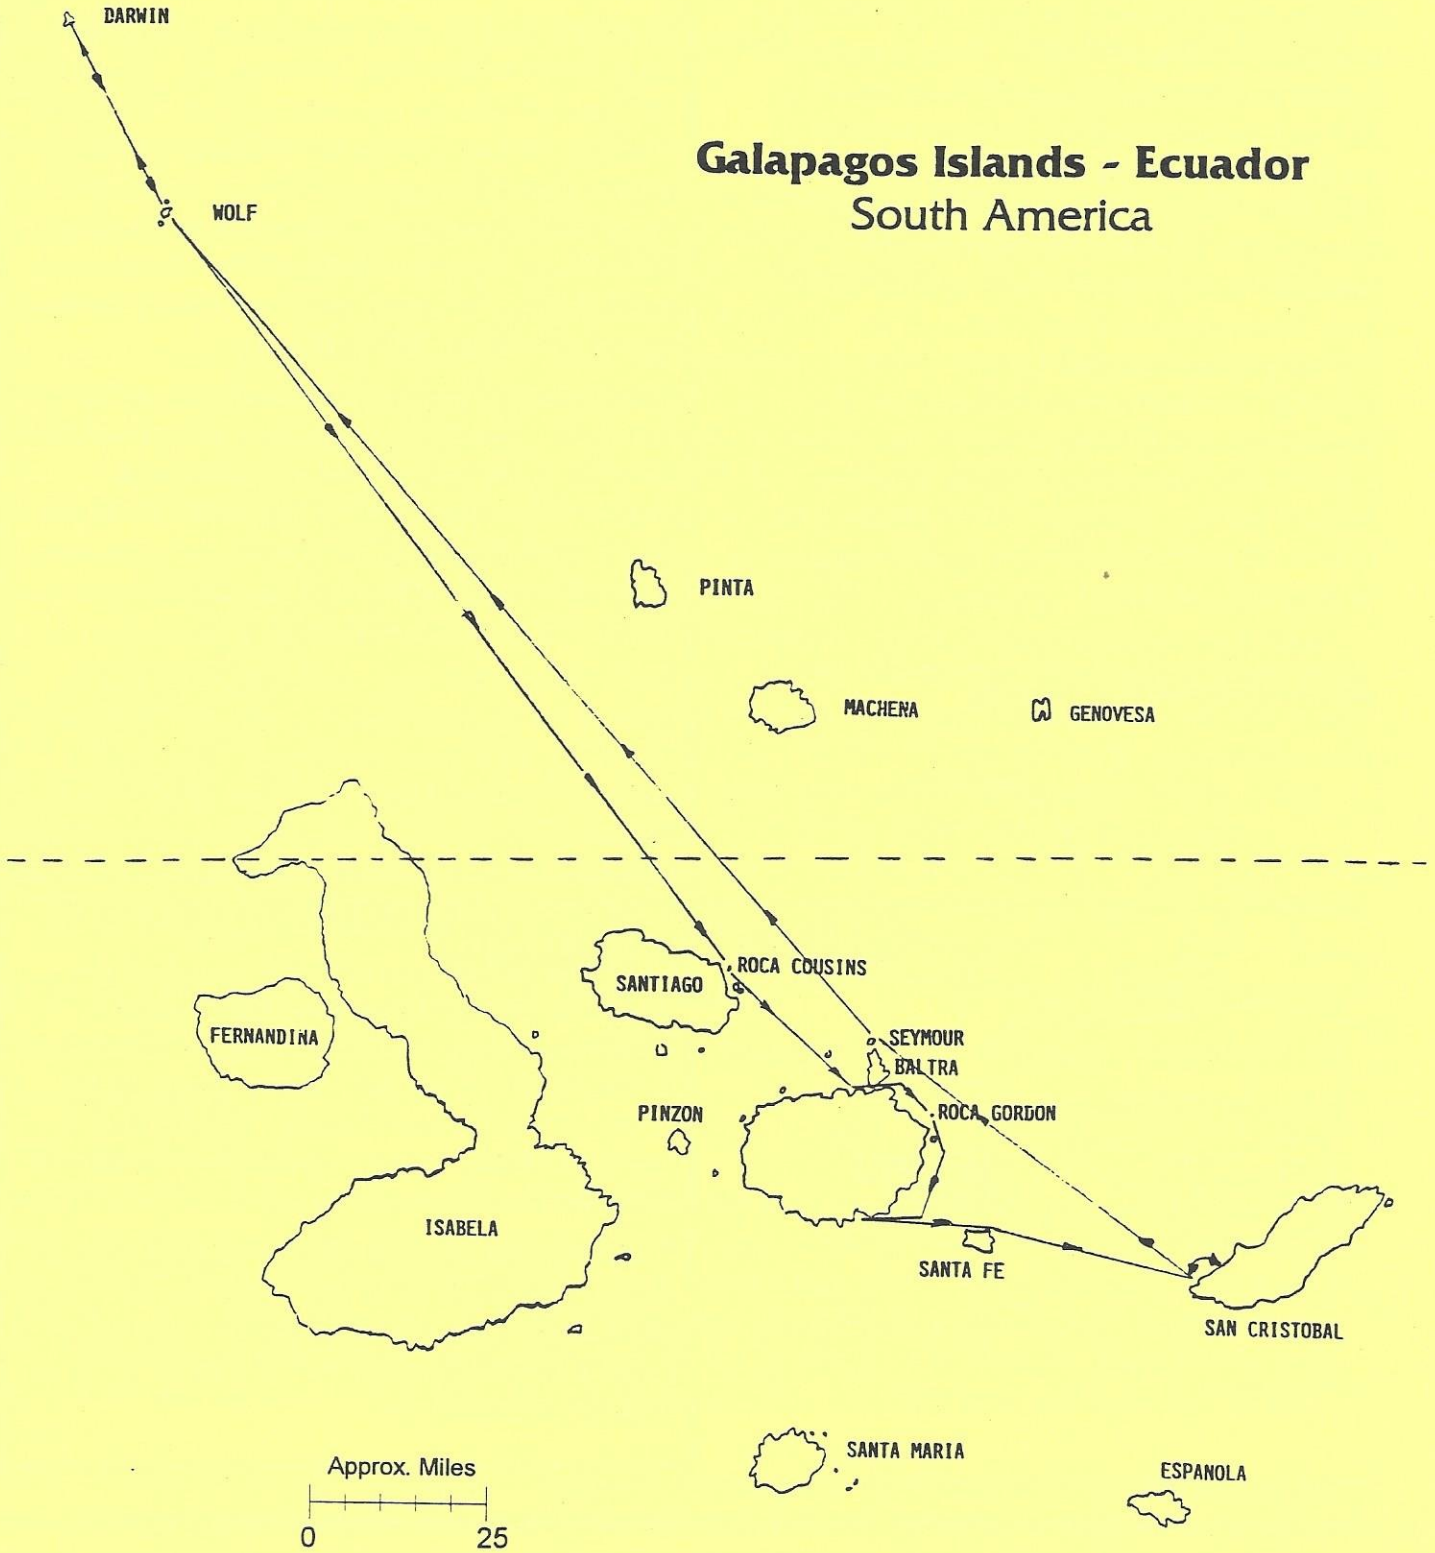 DARWIN
Galapagos Islands - Ecuador
South America
WOLF
PINTA
MACHENA
GENOVESA
ROCA COUSINS
SANTIAGO
FERNANDINA
SEYMOUR
BALTRA
PINZON
ROCA GORDON
ISABELA
SANTA FE
SAN CRISTOBAL
SANTA MARIA
ESPANOLA
Approx. Miles
0 25